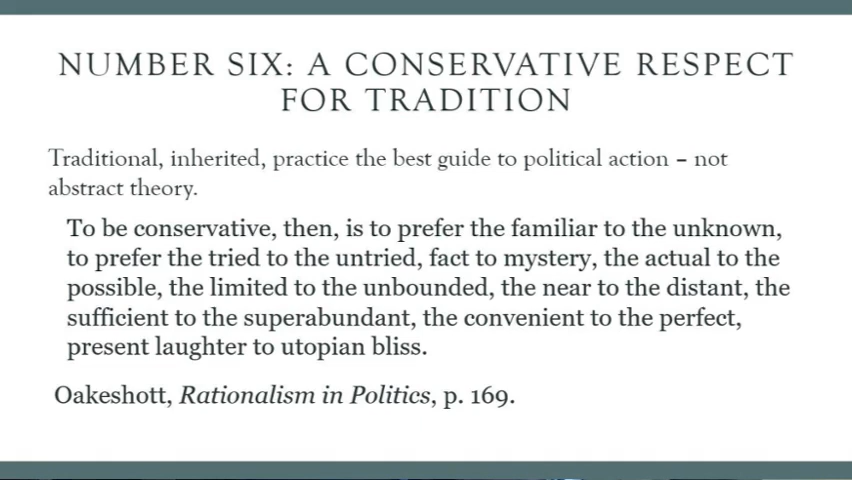 NUMBER SIX: A CONSERVATIVE RESPECT
FOR TRADITION
Traditional, inherited, practice the best guide to political action – not
abstract theory.
To be conservative, then, is to prefer the familiar to the unknown,
to prefer the tried to the untried, fact to mystery, the actual to the
possible, the limited to the unbounded, the near to the distant, the
sufficient to the superabundant, the convenient to the perfect,
present laughter to utopian bliss.
Oakeshott, Rationalism in Politics, p. 169.